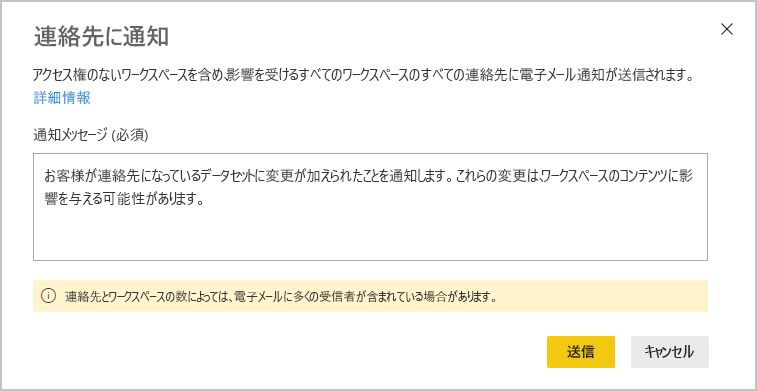 連絡先に通知
アクセス権のないワークスペースを含め、影響を受けるすべてのワークスペースのすべての連絡先に電子メール通知が送信されます。
詳細情報
通知メッセージ (必須)
お客様が連絡先になっているデータセットに変更が加えられたことを通知します。これらの変更は、ワークスペースのコンテンツに影
響を与える可能性があります。
連絡先とワークスペースの数によっては、電子メールに多くの受信者が含まれている場合があります。
送信
キャンセル